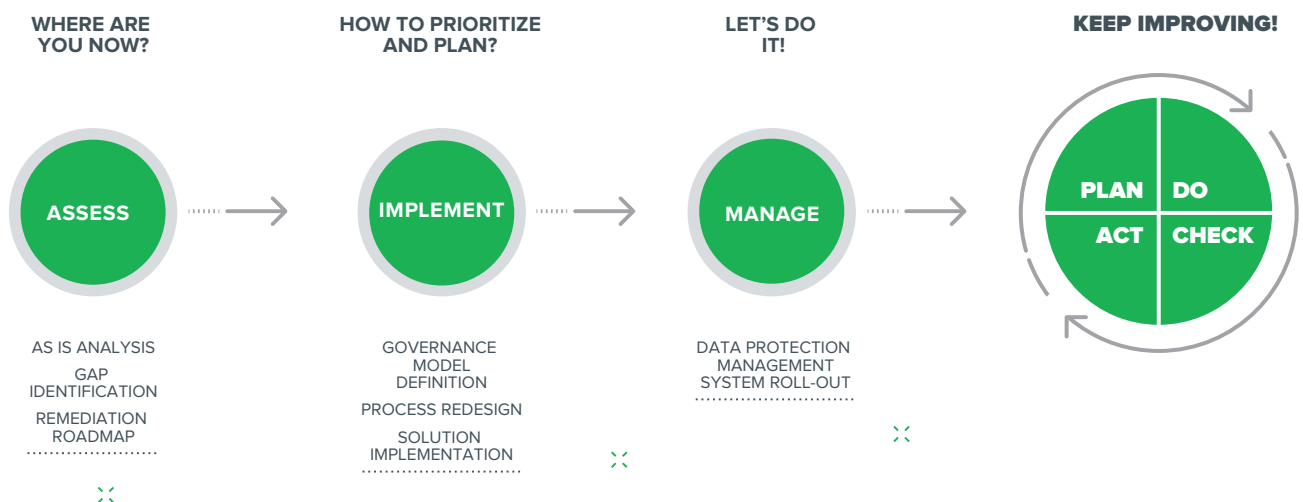 WHERE ARE
YOU NOW?
ASSESS
AS IS ANALYSIS
GAP
IDENTIFICATION
REMEDIATION
ROADMAP
HOW TO PRIORITIZE
AND PLAN?
IMPLEMENT
GOVERNANCE
MODEL
DEFINITION
PROCESS REDESIGN
SOLUTION
IMPLEMENTATION
LET’S DO
IT!
MANAGE
DATA PROTECTION
MANAGEMENT
SYSTEM ROLL-OUT
KEEP IMPROVING!
PLAN DO
ACT CHECK